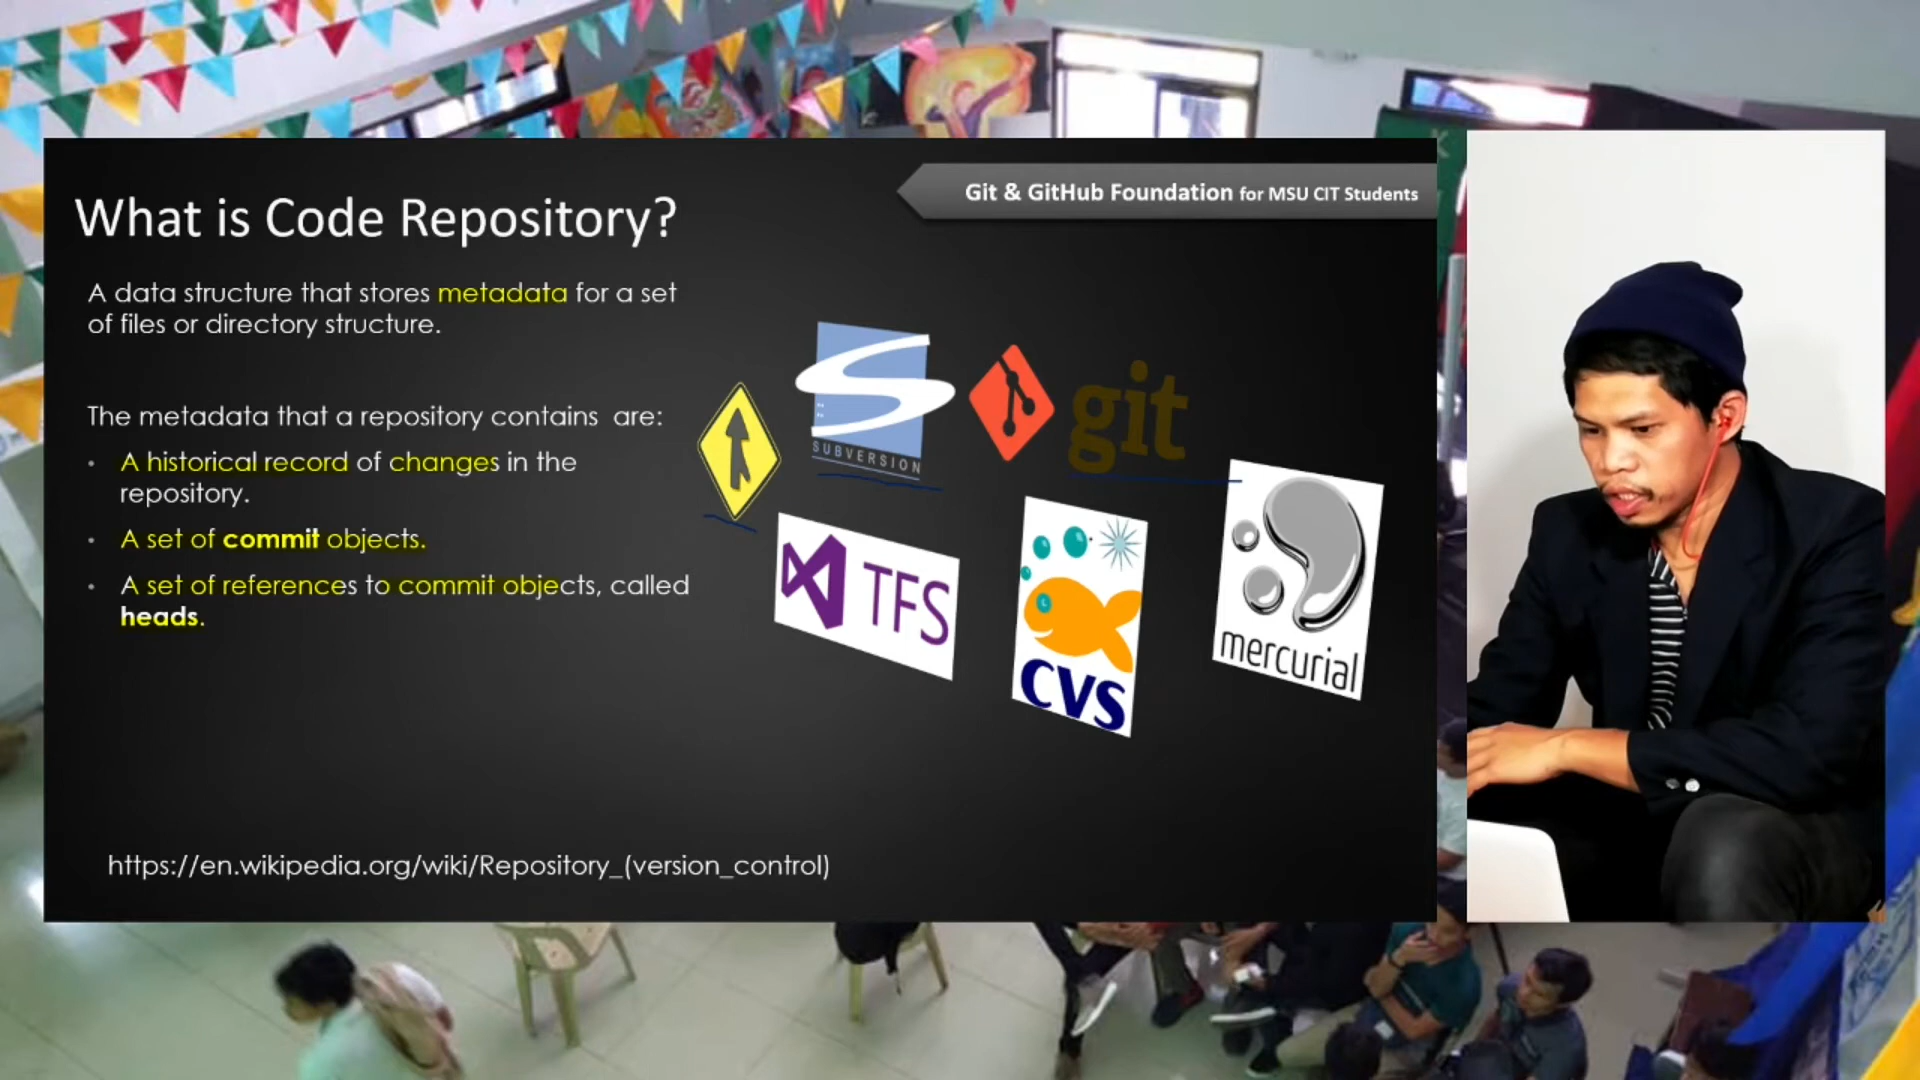 What is Code Repository?
Git & GitHub Foundation for MSU CIT Students
A data structure that stores metadata for a set
of files or directory structure.
The metadata that a repository contains  are:
• A historical record of changes in the
repository.
• A set of commit objects.
• A set of references to commit objects, called
heads.
SUBVERSION
git
TFS
CVS
mercurial
https://en.wikipedia.org/wiki/Repository_(version_control)